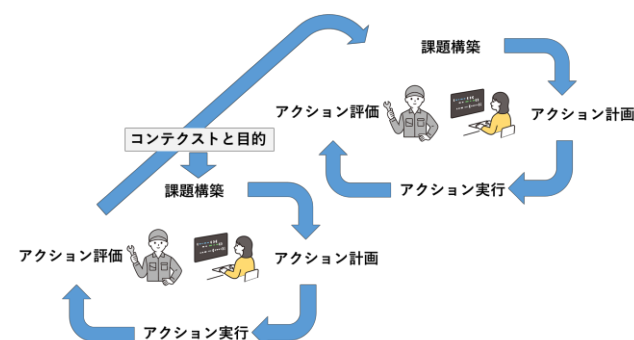 課題構築
アクション評価
アクション計画
アクション実行
コンテクストと目的
課題構築
アクション評価
アクション計画
アクション実行